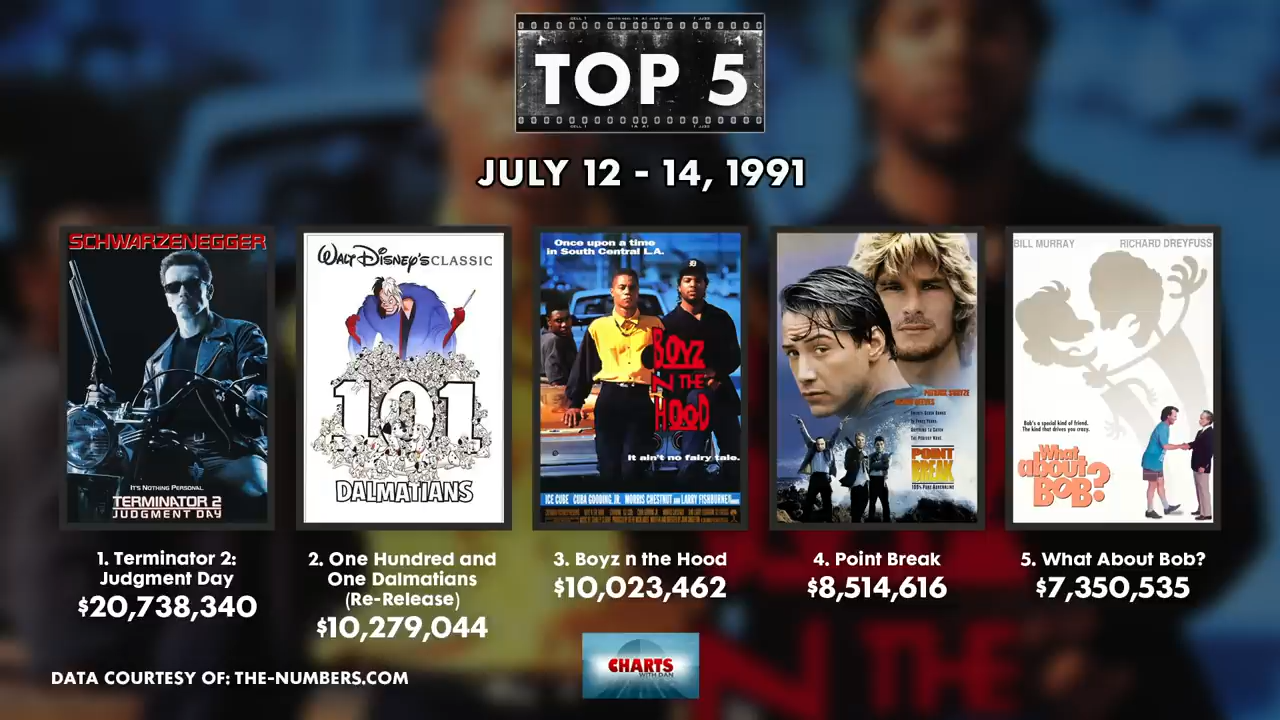 TOP 5
JULY 12 - 14, 1991
SCHWARZENEGGER
IT'S NOTHING PERSONAL.
TERMINATOR 2
JUDGMENT DAY
WALT DISNEY'S CLASSIC
101
DALMATIANS
Once upon a time
in South Central L.A.
BOYZ
N THE
HOOD
It ain't no fairy tale.
ICE CUBE CUBA GOODING, JR. MORRIS CHESTNUT AND LARRY FISHBURNE
PATRICK SWAYZE
KEANU REEVES
POINT
BREAK
100% PURE ADRENALINE
BILL MURRAY RICHARD DREYFUSS
Bob's a special kind of friend.
The kind that drives you crazy.
What
about
BOB?
1. Terminator 2:
Judgment Day
$20,738,340
2. One Hundred and
One Dalmatians
(Re-Release)
$10,279,044
3. Boyz n the Hood
$10,023,462
4. Point Break
$8,514,616
5. What About Bob?
$7,350,535
CHARTS
WITH DAN
DATA COURTESY OF: THE-NUMBERS.COM
N THE